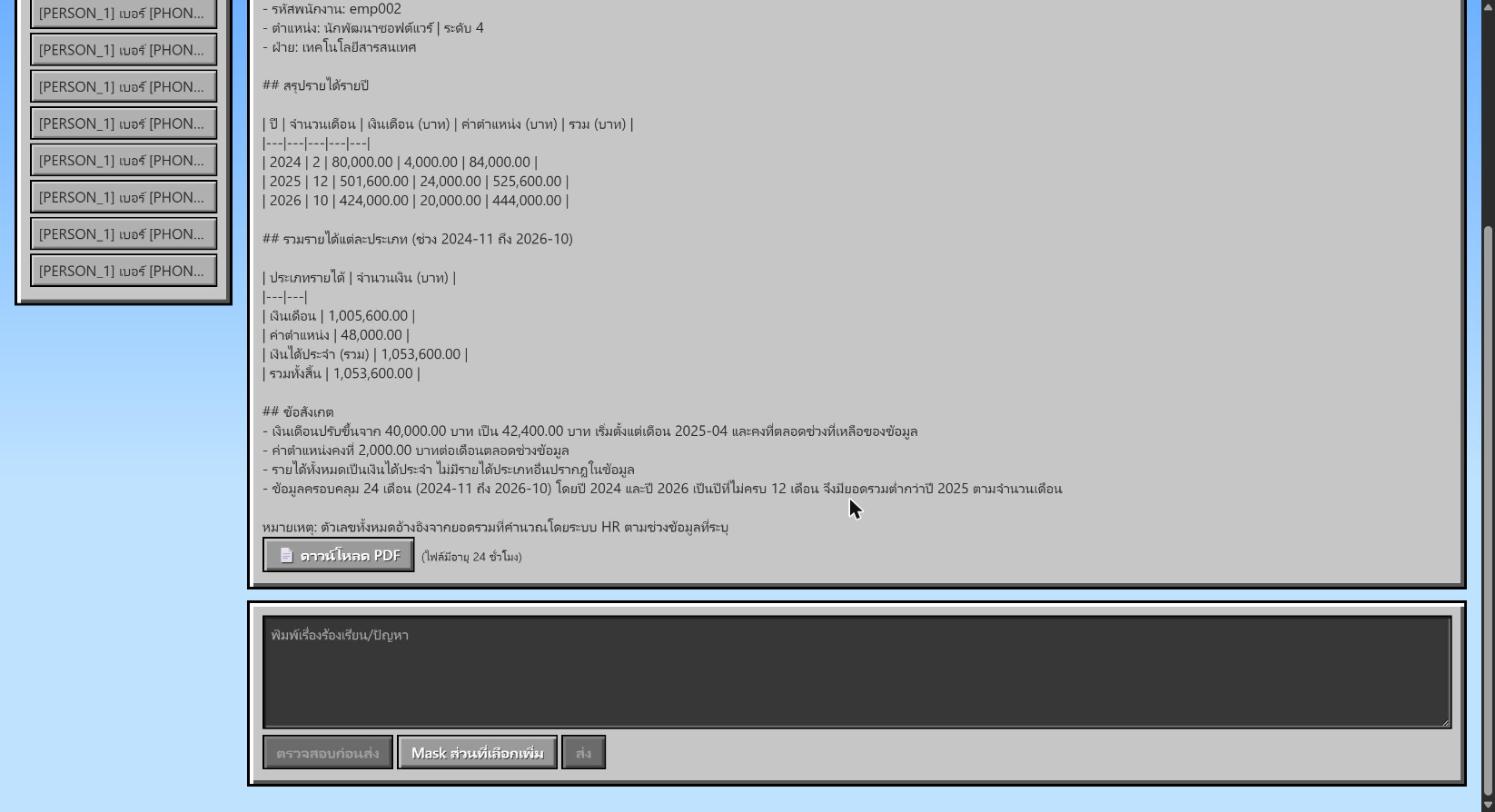 [PERSON_1] เบอร์ [PHON...
[PERSON_1] เบอร์ [PHON...
[PERSON_1] เบอร์ [PHON...
[PERSON_1] เบอร์ [PHON...
[PERSON_1] เบอร์ [PHON...
[PERSON_1] เบอร์ [PHON...
[PERSON_1] เบอร์ [PHON...
[PERSON_1] เบอร์ [PHON...
- รหัสพนักงาน: emp002
- ตำแหน่ง: นักพัฒนาซอฟต์แวร์ | ระดับ 4
- ฝ่าย: เทคโนโลยีสารสนเทศ
## สรุปรายได้รายปี
| ปี | จำนวนเดือน | เงินเดือน (บาท) | ค่าตำแหน่ง (บาท) | รวม (บาท) |
|---|---|---|---|---|
| 2024 | 2 | 80,000.00 | 4,000.00 | 84,000.00 |
| 2025 | 12 | 501,600.00 | 24,000.00 | 525,600.00 |
| 2026 | 10 | 424,000.00 | 20,000.00 | 444,000.00 |
## รวมรายได้แต่ละประเภท (ช่วง 2024-11 ถึง 2026-10)
| ประเภทรายได้ | จำนวนเงิน (บาท) |
|---|---|
| เงินเดือน | 1,005,600.00 |
| ค่าตำแหน่ง | 48,000.00 |
| เงินได้ประจำ (รวม) | 1,053,600.00 |
| รวมทั้งสิ้น | 1,053,600.00 |
## ข้อสังเกต
- เงินเดือนปรับขึ้นจาก 40,000.00 บาท เป็น 42,400.00 บาท เริ่มตั้งแต่เดือน 2025-04 และคงที่ตลอดช่วงที่เหลือของข้อมูล
- ค่าตำแหน่งคงที่ 2,000.00 บาทต่อเดือนตลอดช่วงข้อมูล
- รายได้ทั้งหมดเป็นเงินได้ประจำ ไม่มีรายได้ประเภทอื่นปรากฏในข้อมูล
- ข้อมูลครอบคลุม 24 เดือน (2024-11 ถึง 2026-10) โดยปี 2024 และปี 2026 เป็นปีที่ไม่ครบ 12 เดือน จึงมียอดรวมต่ำกว่าปี 2025 ตามจำนวนเดือน
หมายเหตุ: ตัวเลขทั้งหมดอ้างอิงจากยอดรวมที่คำนวณโดยระบบ HR ตามช่วงข้อมูลที่ระบุ
ดาวน์โหลด PDF (ไฟล์มีอายุ 24 ชั่วโมง)
พิมพ์เรื่องร้องเรียน/ปัญหา
ตรวจสอบก่อนส่ง Mask ส่วนที่เลือกเพิ่ม ส่ง